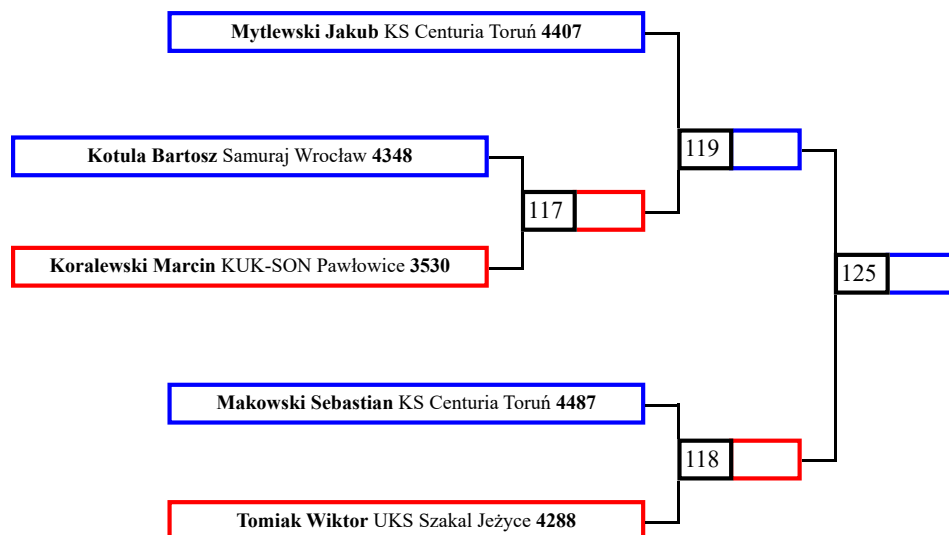 Mytlewski Jakub KS Centuria Toruń 4407
119
Kotula Bartosz Samuraj Wrocław 4348
117
Koralewski Marcin KUK-SON Pawłowice 3530
125
Makowski Sebastian KS Centuria Toruń 4487
118
Tomiak Wiktor UKS Szakal Jeżyce 4288